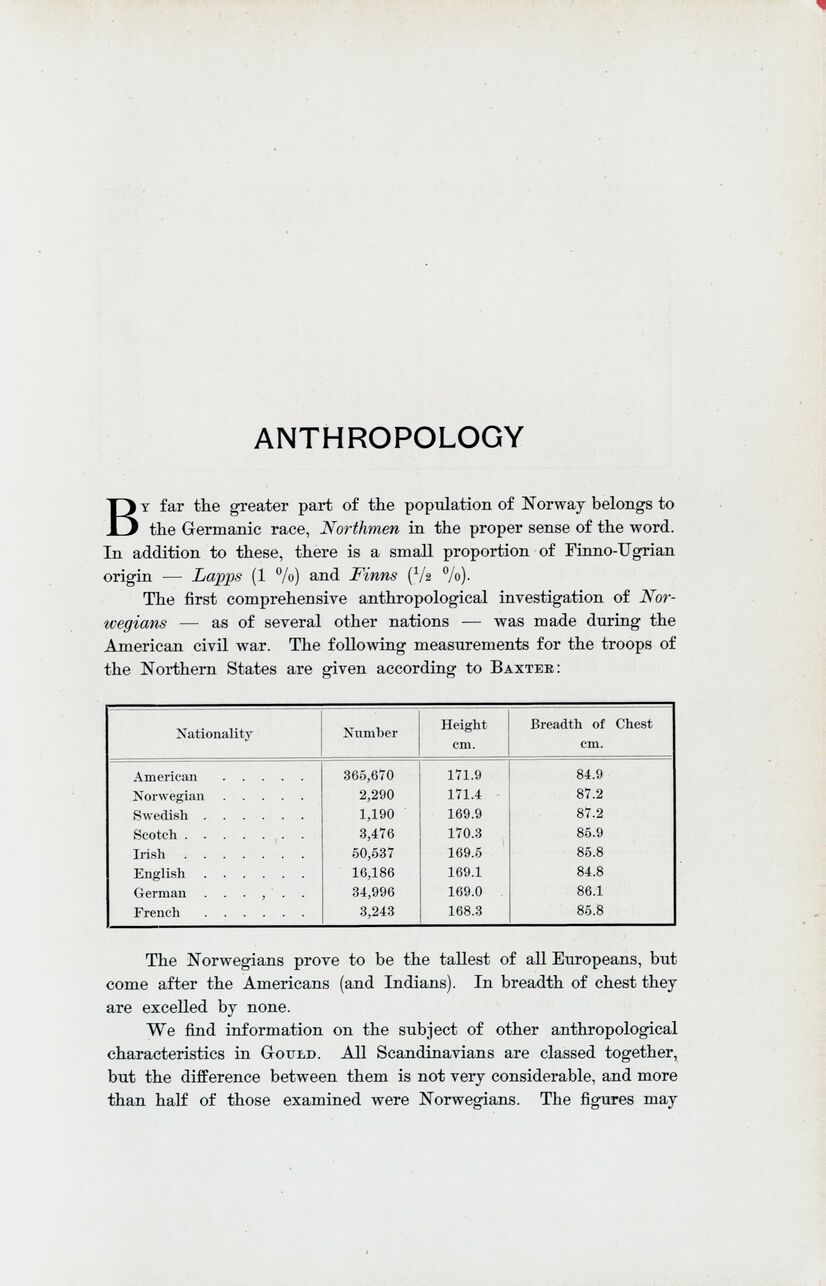 ANTHROPOLOGY
BY far the greater part of the population of Norway belongs to
the Germanic race, Northmen in the proper sense of the word.
In addition to these, there is a small proportion of Finno-Ugrian
origin — Lapps (1 %) and Finns (1/2 %).
The first comprehensive anthropological investigation of Nor-
wegians — as of several other nations — was made during the
American civil war. The following measurements for the troops of
the Northern States are given according to BAXTER:
Nationality Number Height cm. Breadth of Chest cm.
American . . . . . 365,670 171.9 84.9
Norwegian . . . . . 2,290 171.4 87.2
Swedish . . . . . . 1,190 169.9 87.2
Scotch . . . . . . . 3,476 170.3 85.9
Irish . . . . . . . 50,537 169.5 85.8
English . . . . . . 16,186 169.1 84.8
German . . . , . . 34,996 169.0 86.1
French . . . . . . 3,243 168.3 85.8
The Norwegians prove to be the tallest of all Europeans, but
come after the Americans (and Indians). In breadth of chest they
are excelled by none.
We find information on the subject of other anthropological
characteristics in GOULD. All Scandinavians are classed together,
but the difference between them is not very considerable, and more
than half of those examined were Norwegians. The figures may